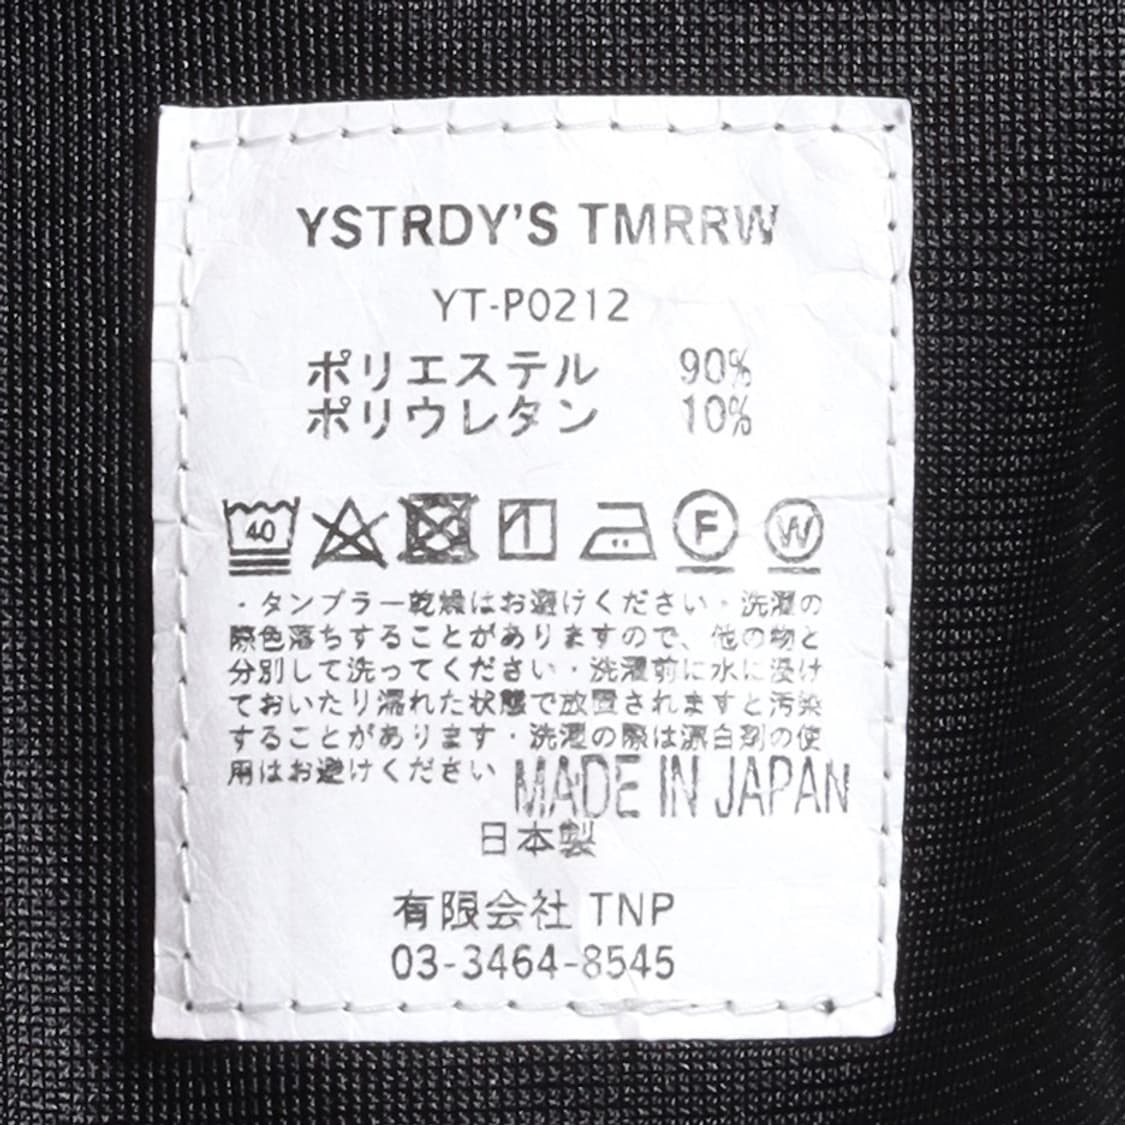 YSTRDY'S TMRRW
YT-P0212
ポリエステル 90%
ポリウレタン 10%
40 F W
・タンブラー乾燥はお避けください・洗濯の
際色落ちすることがありますので、他の物と
分別して洗ってください・洗濯前に水に浸け
ておいたり濡れた状態で放置されますと汚染
することがあります・洗濯の際は漂白剤の使
用はお避けください
MADE IN JAPAN
日本製
有限会社 TNP
03-3464-8545